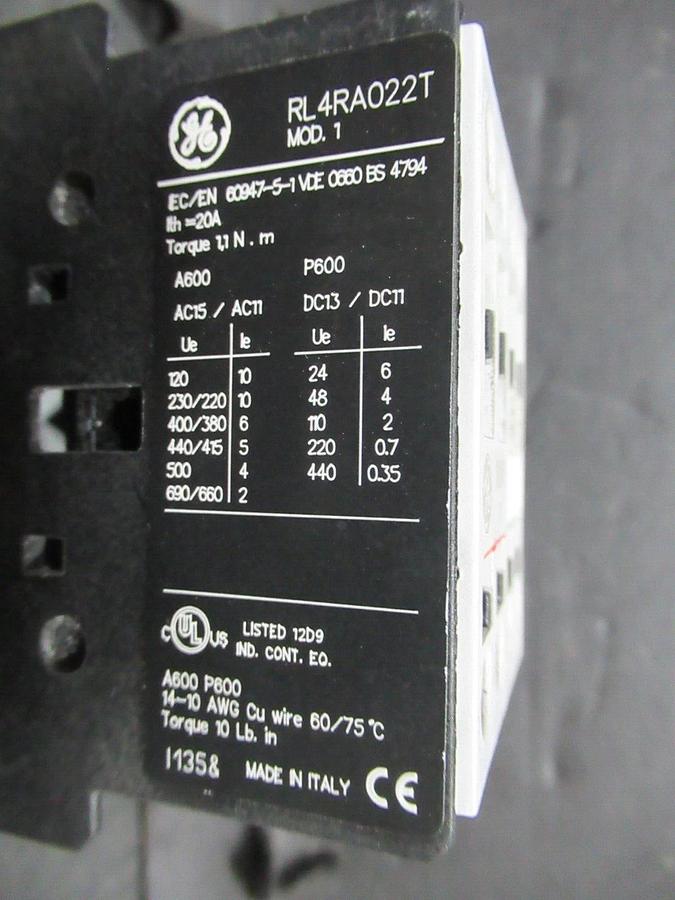 GE
RL4RA022T
MOD. 1
IEC/EN 60947-5-1 VDE 0660 BS 4794
Ith =20A
Torque 1,1 N . m
A600 P600
AC15 / AC11 DC13 / DC11
Ue Ie Ue Ie
120 10 24 6
230/220 10 48 4
400/380 6 110 2
440/415 5 220 0.7
500 4 440 0.35
690/660 2
C UL US LISTED 12D9
IND. CONT. EQ.
A600 P600
14-10 AWG Cu wire 60/75 °C
Torque 10 Lb. in
MADE IN ITALY CE